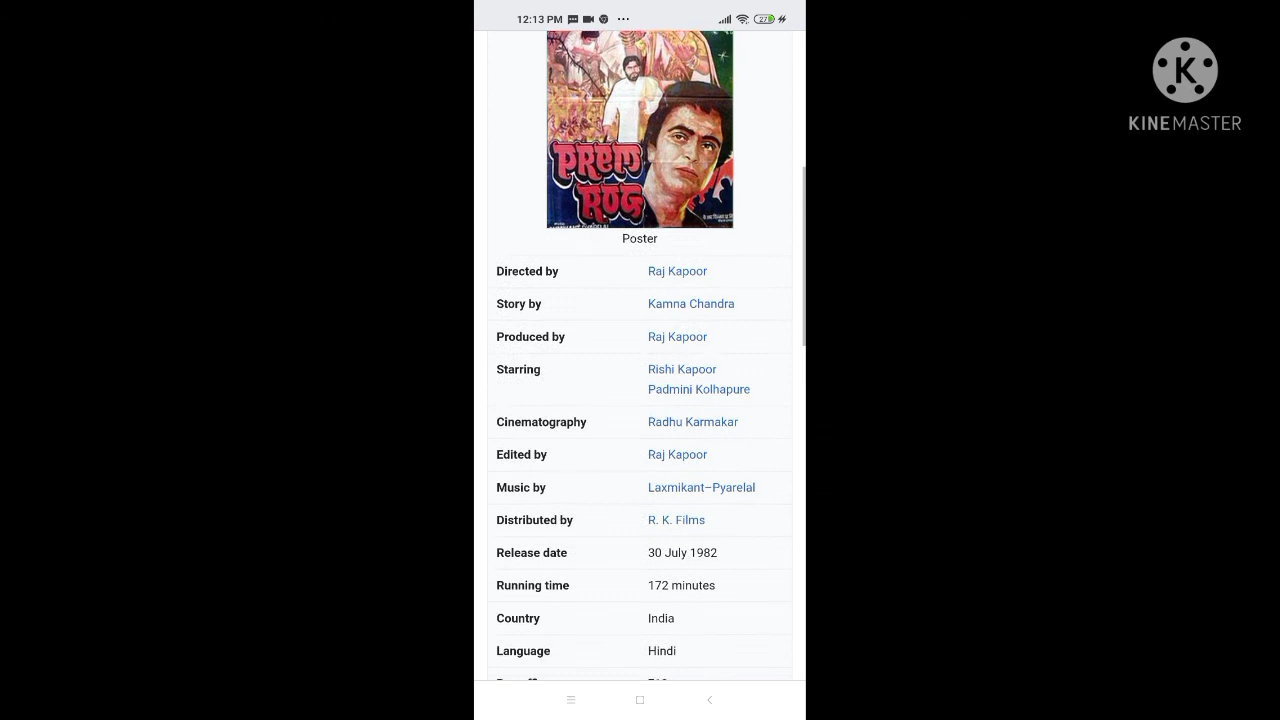 12:13 PM
27
K
KINEMASTER
PREM
ROG
Poster
Directed by Raj Kapoor
Story by Kamna Chandra
Produced by Raj Kapoor
Starring Rishi Kapoor
Padmini Kolhapure
Cinematography Radhu Karmakar
Edited by Raj Kapoor
Music by Laxmikant–Pyarelal
Distributed by R. K. Films
Release date 30 July 1982
Running time 172 minutes
Country India
Language Hindi